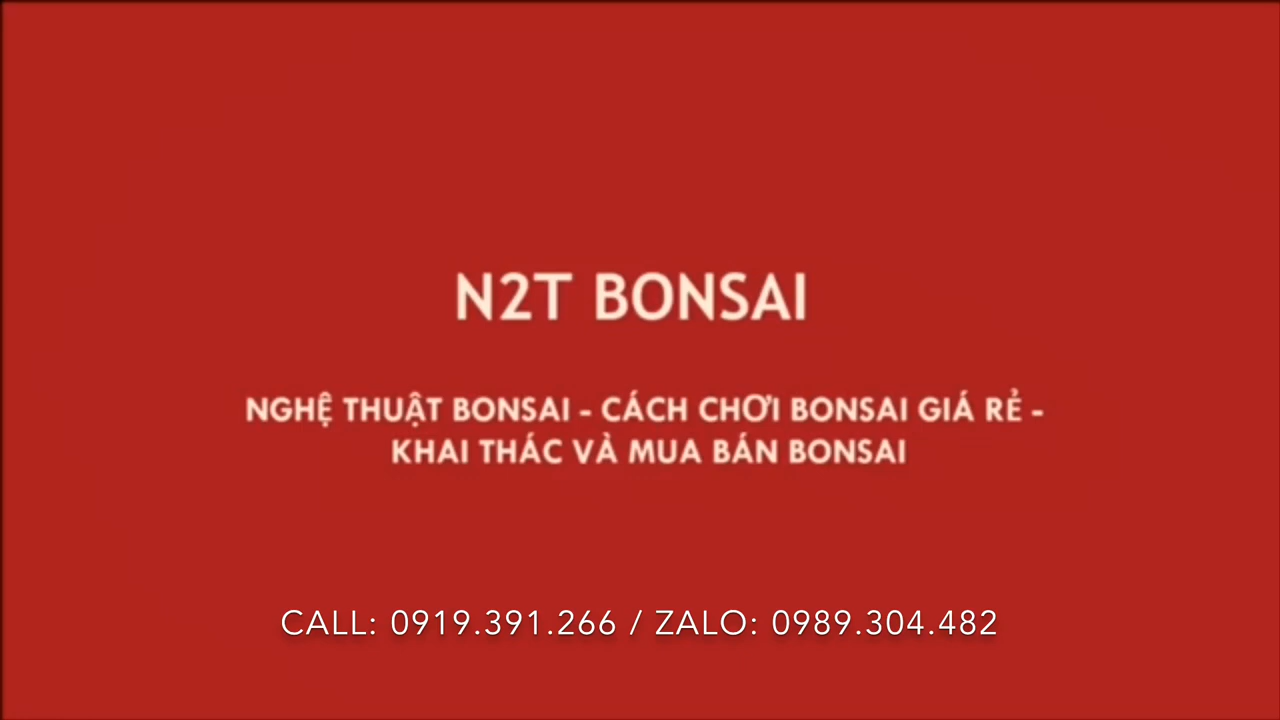 N2T BONSAI
NGHỆ THUẬT BONSAI - CÁCH CHƠI BONSAI GIÁ RẺ -
KHAI THÁC VÀ MUA BÁN BONSAI
CALL: 0919.391.266 / ZALO: 0989.304.482